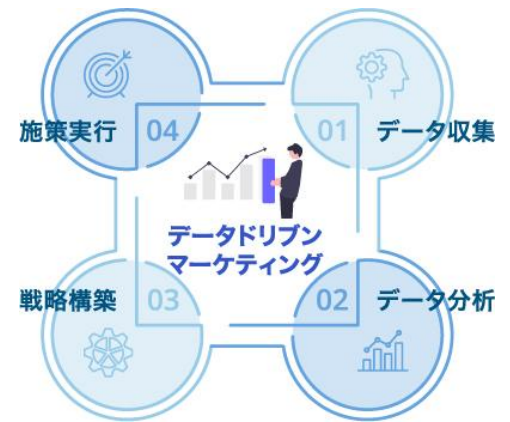 施策実行 04
01 データ収集
データドリブン
マーケティング
戦略構築 03
02 データ分析